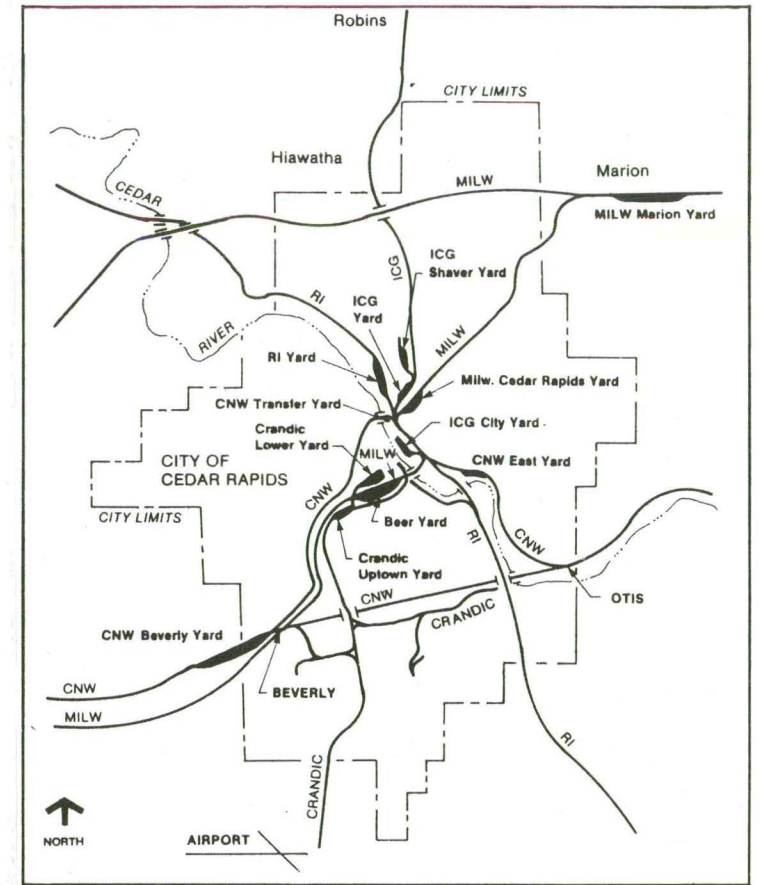 Robins
CITY LIMITS
Hiawatha
Marion
MILW
CEDAR
MILW Marion Yard
ICG
ICG
Shaver Yard
RI
ICG
Yard
MILW
RIVER
RI Yard
Milw. Cedar Rapids Yard
CNW Transfer Yard
ICG City Yard
Crandic
Lower Yard
MILW
CITY OF
CEDAR RAPIDS
CNW East Yard
CNW
CITY LIMITS
Beer Yard
RI
CNW
Crandic
Uptown Yard
CNW
OTIS
CRANDIC
CNW Beverly Yard
BEVERLY
CNW
MILW
RI
CRANDIC
NORTH
AIRPORT